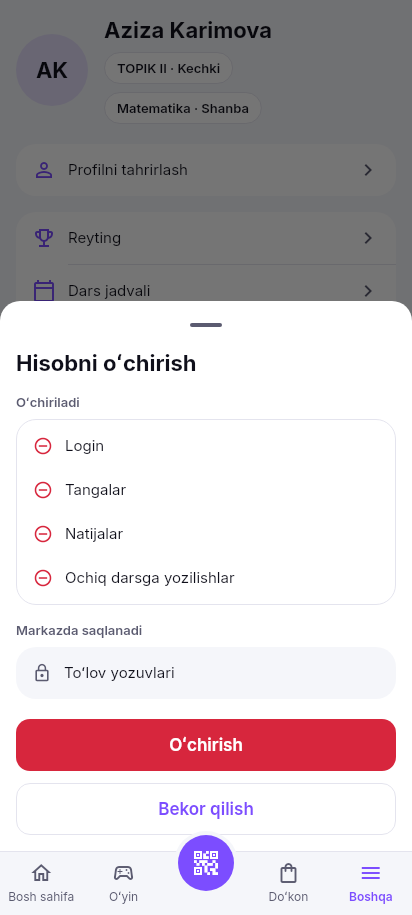 Aziza Karimova
AK
TOPIK II · Kechki
Matematika · Shanba
Profilni tahrirlash
Reyting
Dars jadvali
Hisobni oʻchirish
Oʻchiriladi
Login
Tangalar
Natijalar
Ochiq darsga yozilishlar
Markazda saqlanadi
Toʻlov yozuvlari
Oʻchirish
Bekor qilish
Bosh sahifa
Oʻyin
Doʻkon
Boshqa